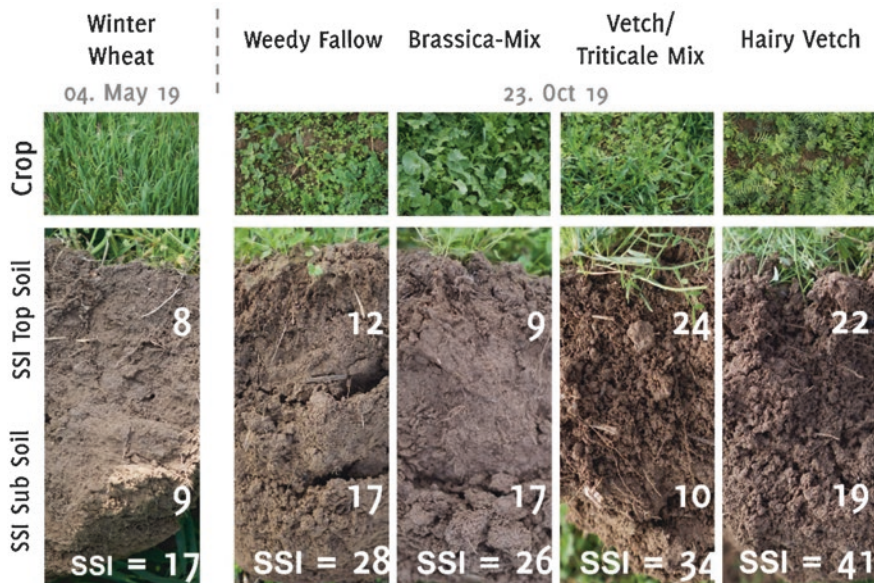 Winter
Wheat
Weedy Fallow
Brassica-Mix
Vetch/
Triticale Mix
Hairy Vetch
04. May 19
23. Oct 19
Crop
SSI Top Soil
8
12
9
24
22
SSI Sub Soil
9
17
17
10
19
SSI = 17
SSI = 28
SSI = 26
SSI = 34
SSI = 41